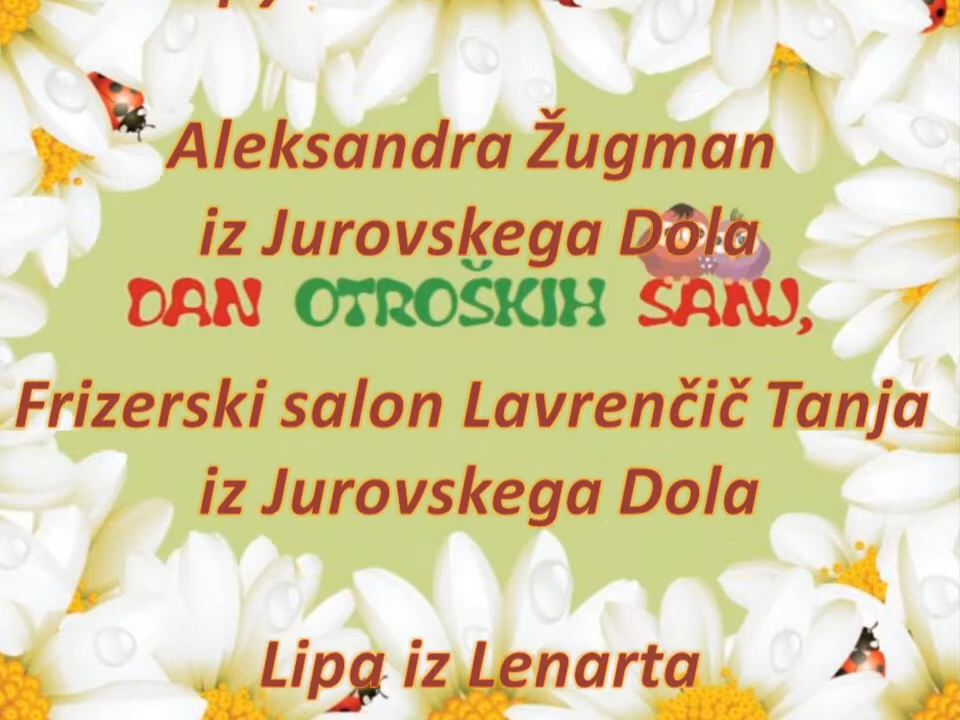 Aleksandra Žugman
iz Jurovskega Dola
DAN OTROŠKIH SANJ,
Frizerski salon Lavrenčič Tanja
iz Jurovskega Dola
Lipa iz Lenarta